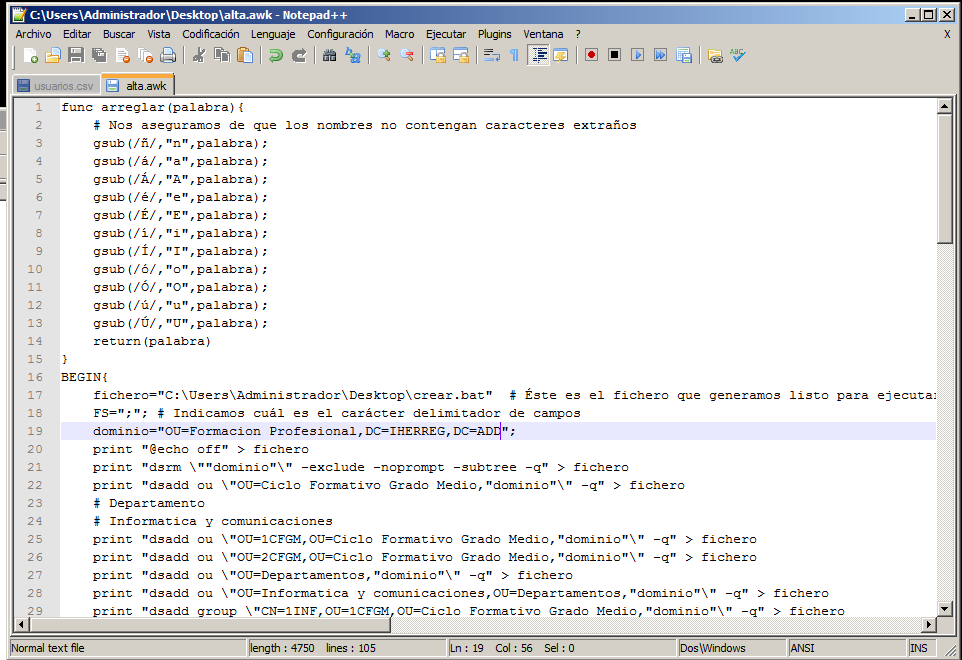 C:\Users\Administrador\Desktop\alta.awk - Notepad++
Archivo Editar Buscar Vista Codificación Lenguaje Configuración Macro Ejecutar Plugins Ventana ? X
usuarios.csv alta.awk
1 func arreglar(palabra){
2 # Nos aseguramos de que los nombres no contengan caracteres extraños
3 gsub(/ñ/,"n",palabra);
4 gsub(/á/,"a",palabra);
5 gsub(/Á/,"A",palabra);
6 gsub(/é/,"e",palabra);
7 gsub(/É/,"E",palabra);
8 gsub(/í/,"i",palabra);
9 gsub(/Í/,"I",palabra);
10 gsub(/ó/,"o",palabra);
11 gsub(/Ó/,"O",palabra);
12 gsub(/ú/,"u",palabra);
13 gsub(/Ú/,"U",palabra);
14 return(palabra)
15 }
16 BEGIN{
17 fichero="C:\Users\Administrador\Desktop\crear.bat" # Éste es el fichero que generamos listo para ejecutar
18 FS=";"; # Indicamos cuál es el carácter delimitador de campos
19 dominio="OU=Formacion Profesional,DC=IHERREG,DC=ADD";
20 print "@echo off" > fichero
21 print "dsrm \""dominio"\" -exclude -noprompt -subtree -q" > fichero
22 print "dsadd ou \"OU=Ciclo Formativo Grado Medio,"dominio"\" -q" > fichero
23 # Departamento
24 # Informatica y comunicaciones
25 print "dsadd ou \"OU=1CFGM,OU=Ciclo Formativo Grado Medio,"dominio"\" -q" > fichero
26 print "dsadd ou \"OU=2CFGM,OU=Ciclo Formativo Grado Medio,"dominio"\" -q" > fichero
27 print "dsadd ou \"OU=Departamentos,"dominio"\" -q" > fichero
28 print "dsadd ou \"OU=Informatica y comunicaciones,OU=Departamentos,"dominio"\" -q" > fichero
29 print "dsadd group \"CN=1INF,OU=1CFGM,OU=Ciclo Formativo Grado Medio,"dominio"\" -q" > fichero
Normal text file length : 4750 lines : 105 Ln : 19 Col : 56 Sel : 0 Dos\Windows ANSI INS